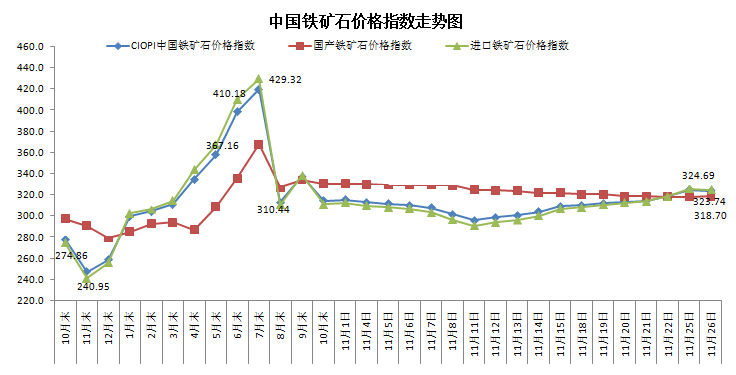 中国铁矿石价格指数走势图
CIOPI中国铁矿石价格指数 国产铁矿石价格指数 进口铁矿石价格指数
460.0
440.0
420.0
400.0
380.0
360.0
340.0
320.0
300.0
280.0
260.0
240.0
220.0
274.86
240.95
367.16
410.18
429.32
310.44
324.69
323.74
318.70
10月末
11月末
12月末
1月末
2月末
3月末
4月末
5月末
6月末
7月末
8月末
9月末
10月末
11月1日
11月4日
11月5日
11月6日
11月7日
11月8日
11月11日
11月12日
11月13日
11月14日
11月15日
11月18日
11月19日
11月20日
11月21日
11月22日
11月25日
11月26日